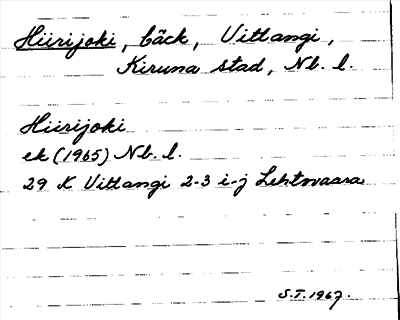 Hiirijoki, bäck, Vittangi,
Kiruna stad, Nb. l.
Hiirijoki
ek (1965) Nb. l.
29 K Vittangi 2-3 i-j Lehtovaara
S.T. 1967.